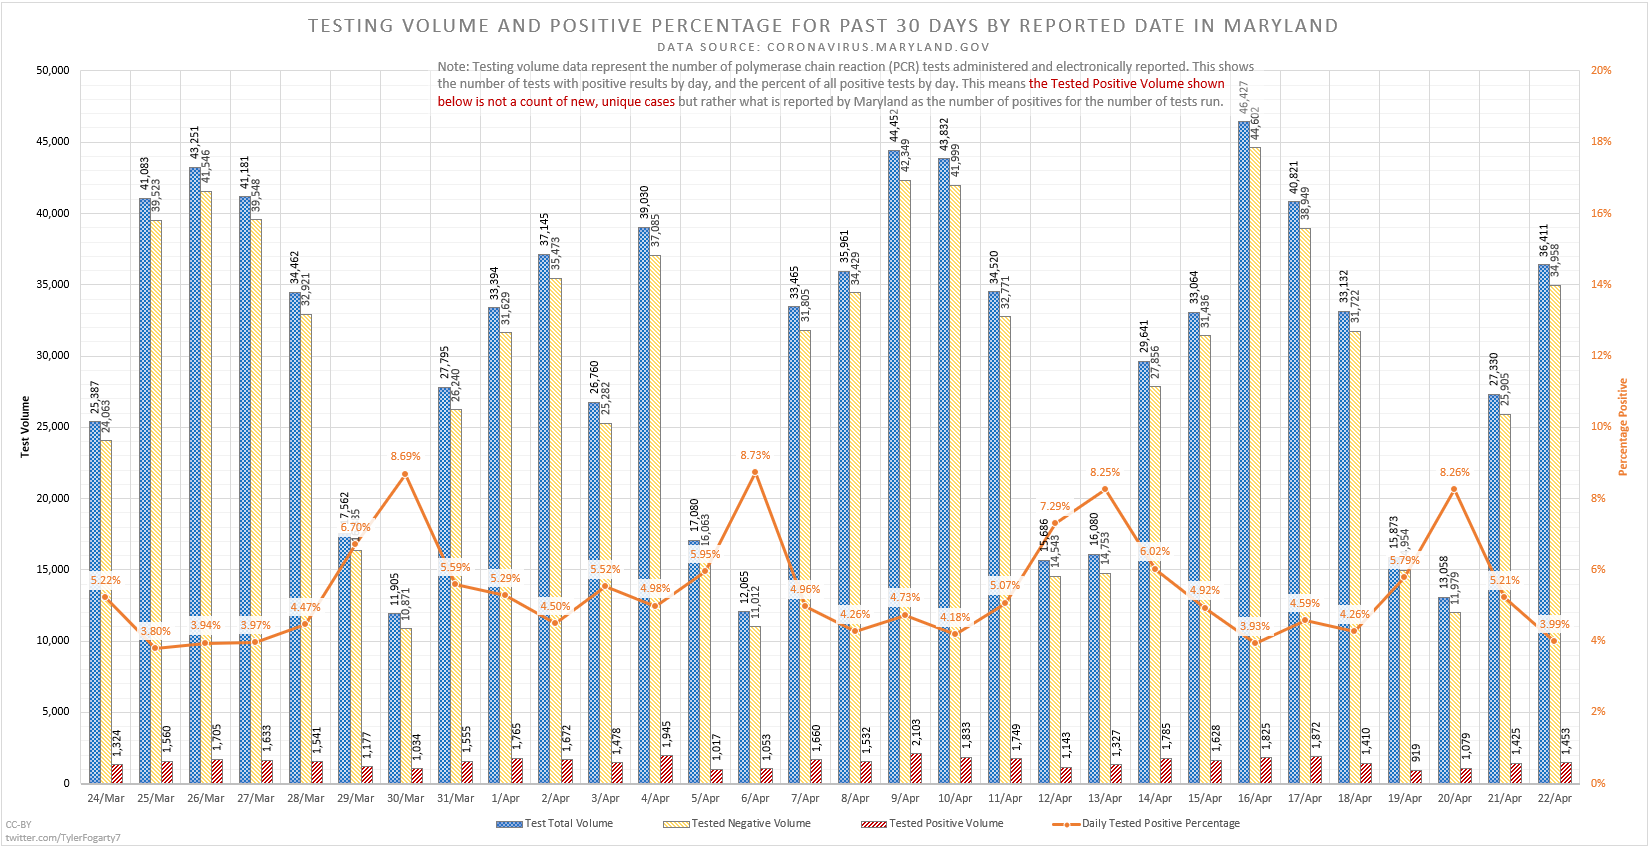 TESTING VOLUME AND POSITIVE PERCENTAGE FOR PAST 30 DAYS BY REPORTED DATE IN MARYLAND
DATA SOURCE: CORONAVIRUS.MARYLAND.GOV
Note: Testing volume data represent the number of polymerase chain reaction (PCR) tests administered and electronically reported. This shows
the number of tests with positive results by day, and the percent of all positive tests by day. This means the Tested Positive Volume shown
below is not a count of new, unique cases but rather what is reported by Maryland as the number of positives for the number of tests run.
Test Volume
50,000
45,000
40,000
35,000
30,000
25,000
20,000
15,000
10,000
5,000
0
Percentage Positive
20%
18%
16%
14%
12%
10%
8%
6%
4%
2%
0%
25,387 24,063 5.22% 1,324
41,083 39,523 3.80% 1,560
43,251 41,546 3.94% 1,705
41,181 39,548 3.97% 1,633
34,462 32,921 4.47% 1,541
7,562 6.70% 1,177
11,905 10,871 8.69% 1,034
27,795 26,240 5.59% 1,555
33,394 31,629 5.29% 1,765
37,145 35,473 4.50% 1,672
26,760 25,282 5.52% 1,478
39,030 37,085 4.98% 1,945
17,080 16,063 5.95% 1,017
12,065 11,012 8.73% 1,053
33,465 31,805 4.96% 1,660
35,961 34,429 4.26% 1,532
44,452 42,349 4.73% 2,103
43,832 41,999 4.18% 1,833
34,520 32,771 5.07% 1,749
15,686 14,543 7.29% 1,143
16,080 14,753 8.25% 1,327
29,641 27,856 6.02% 1,785
33,064 31,436 4.92% 1,628
46,427 44,602 3.93% 1,825
40,821 38,949 4.59% 1,872
33,132 31,722 4.26% 1,410
15,873 5.79% 919
13,058 11,979 8.26% 1,079
27,330 25,905 5.21% 1,425
36,411 34,958 3.99% 1,453
24/Mar 25/Mar 26/Mar 27/Mar 28/Mar 29/Mar 30/Mar 31/Mar 1/Apr 2/Apr 3/Apr 4/Apr 5/Apr 6/Apr 7/Apr 8/Apr 9/Apr 10/Apr 11/Apr 12/Apr 13/Apr 14/Apr 15/Apr 16/Apr 17/Apr 18/Apr 19/Apr 20/Apr 21/Apr 22/Apr
Test Total Volume Tested Negative Volume Tested Positive Volume Daily Tested Positive Percentage
CC-BY
twitter.com/TylerFogarty7